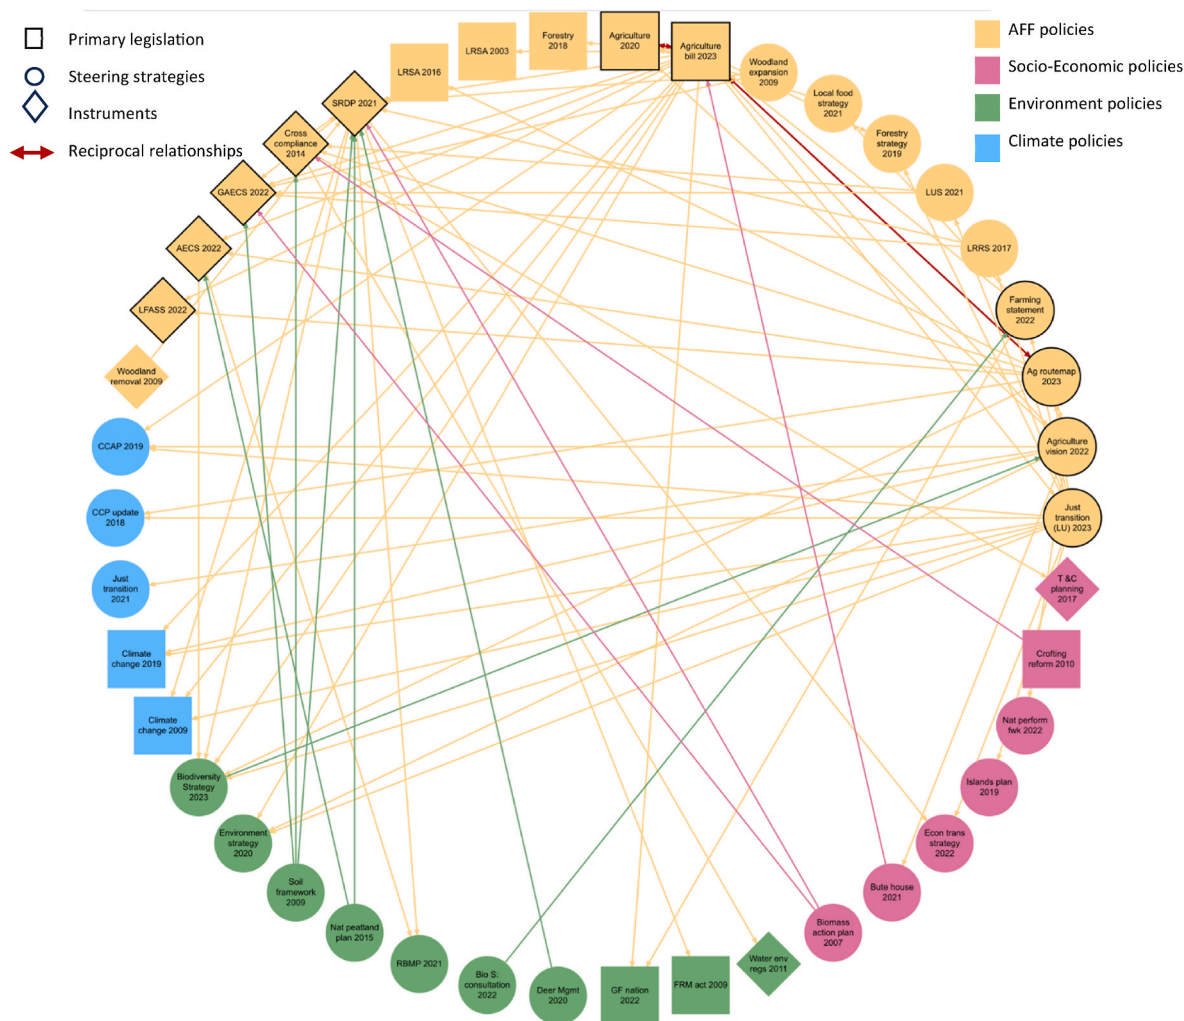 Primary legislation
Steering strategies
Instruments
Reciprocal relationships
AFF policies
Socio-Economic policies
Environment policies
Climate policies
Agriculture
2020
Agriculture
bill 2023
Woodland
expansion
2009
Local food
strategy
2021
Forestry
strategy
2019
LUS 2021
LRRS 2017
Farming
statement
2022
Ag routemap
2023
Agriculture
vision 2022
Just
transition
(LU) 2023
T &C
planning
2017
Crofting
reform 2010
Nat perform
fwk 2022
Islands plan
2019
Econ trans
strategy
2022
Bute house
2021
Biomass
action plan
2007
Water env
regs 2011
FRM act 2009
GF nation
2022
Deer Mgmt
2020
Bio S:
consultation
2022
RBMP 2021
Nat peatland
plan 2015
Soil
framework
2009
Environment
strategy
2020
Biodiversity
Strategy
2023
Climate
change 2009
Climate
change 2019
Just
transition
2021
CCP update
2018
CCAP 2019
Woodland
removal 2009
LFASS 2022
AECS 2022
GAECS 2022
Cross
compliance
2014
SRDP 2021
LRSA 2016
LRSA 2003
Forestry
2018